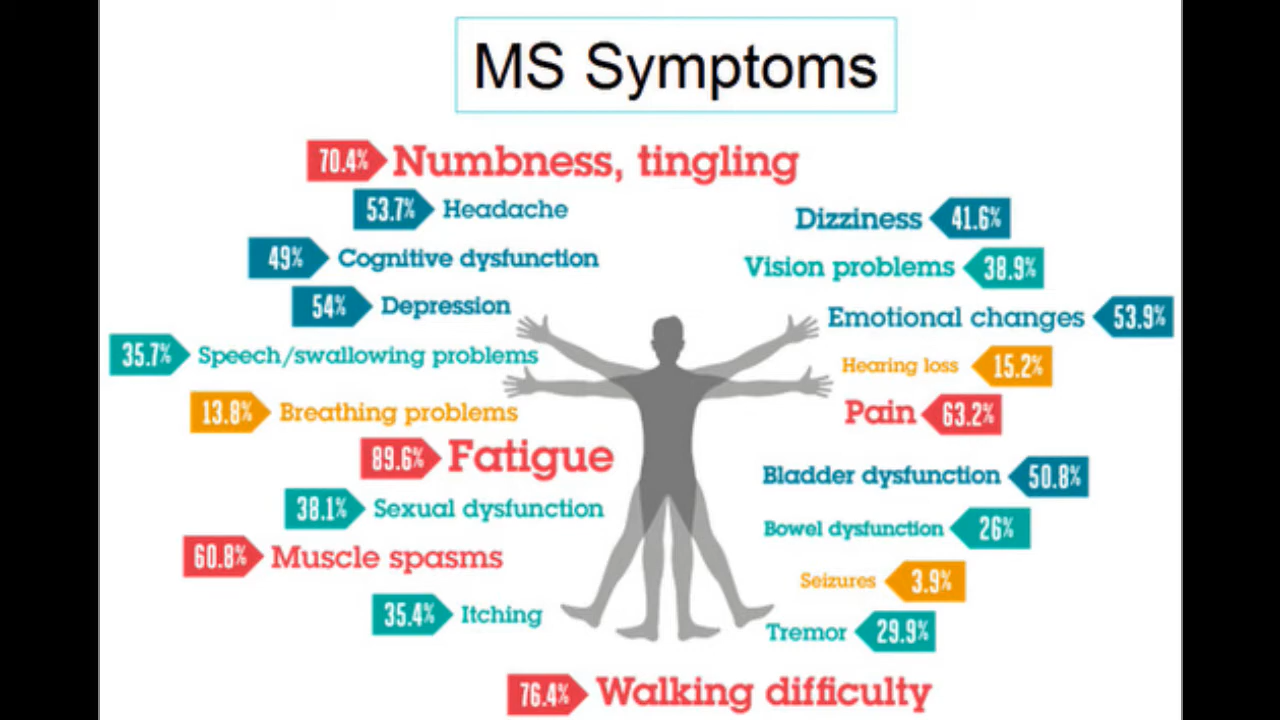 MS Symptoms
70.4% Numbness, tingling
53.7% Headache
49% Cognitive dysfunction
54% Depression
35.7% Speech/swallowing problems
13.8% Breathing problems
89.6% Fatigue
38.1% Sexual dysfunction
60.8% Muscle spasms
35.4% Itching
Dizziness 41.6%
Vision problems 38.9%
Emotional changes 53.9%
Hearing loss 15.2%
Pain 63.2%
Bladder dysfunction 50.8%
Bowel dysfunction 26%
Seizures 3.9%
Tremor 29.9%
76.4% Walking difficulty